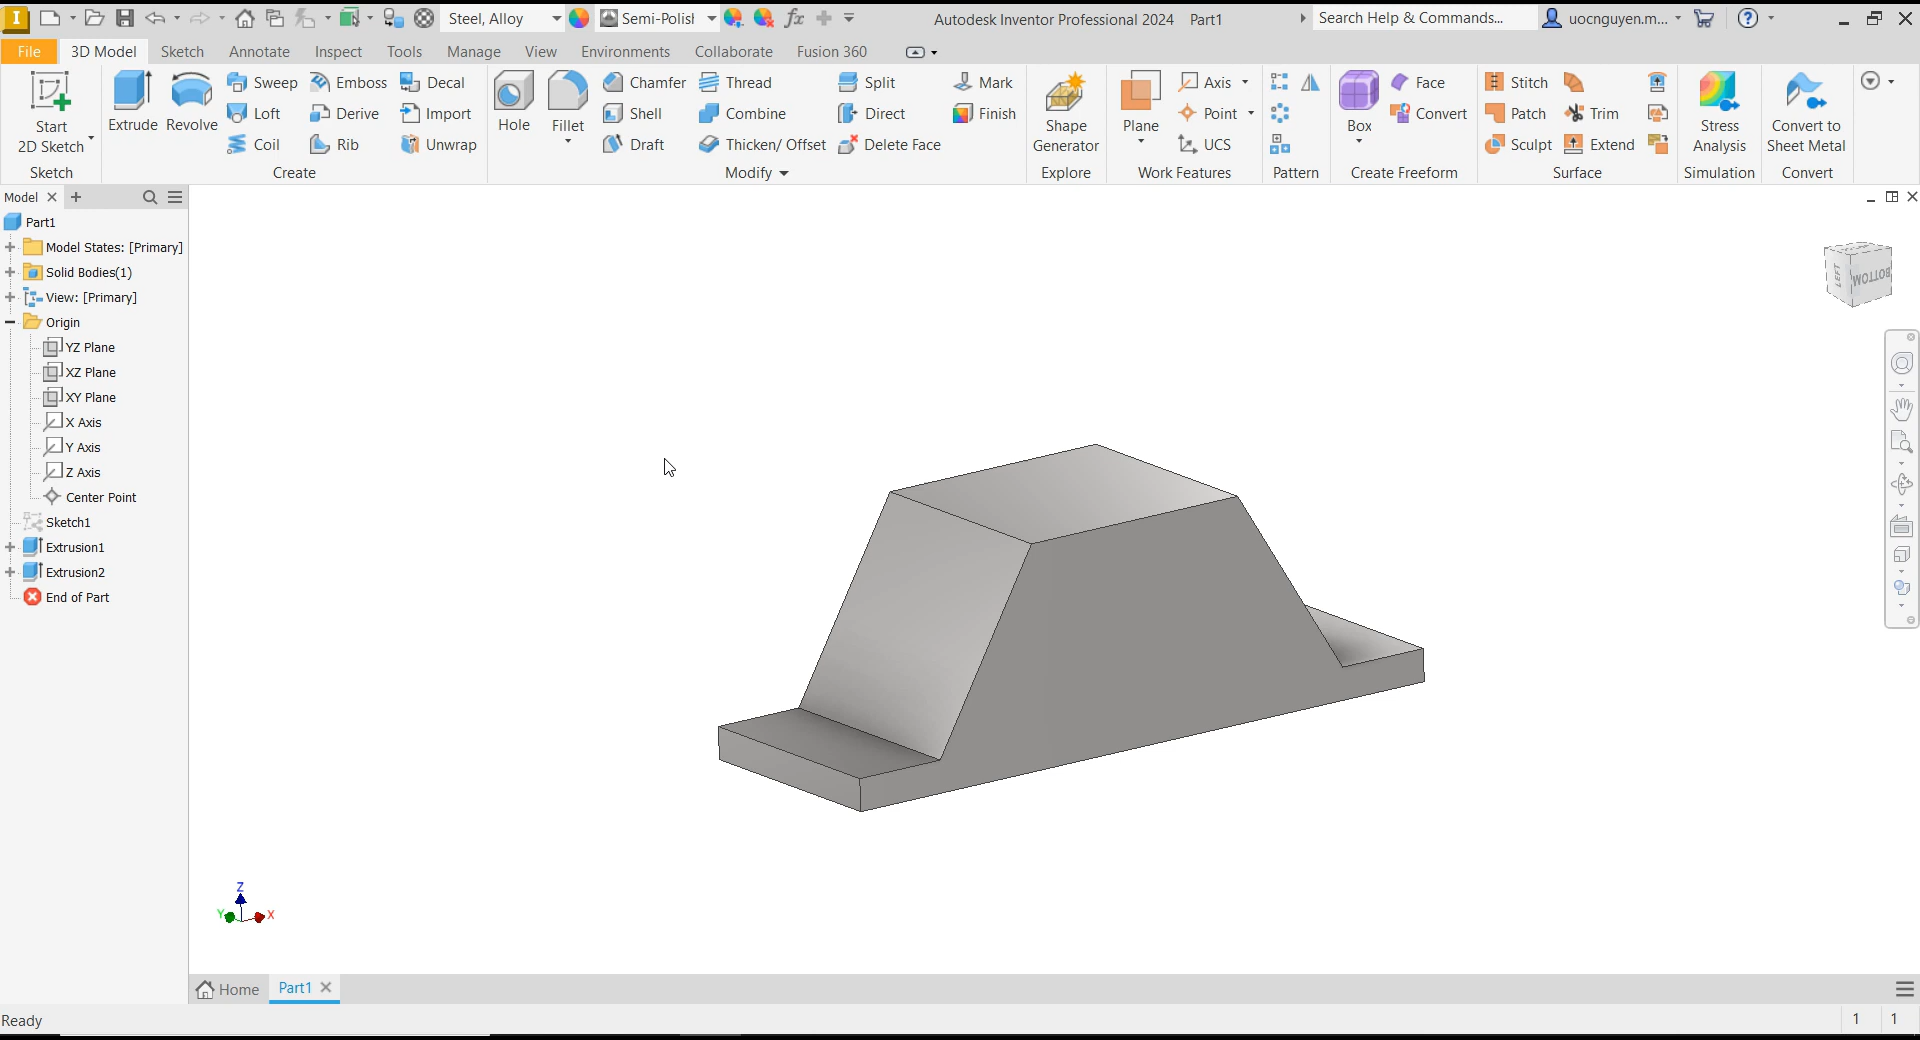 Steel, Alloy
Semi-Polisl
Autodesk Inventor Professional 2024 Part1
Search Help & Commands...
uocnguyen.m...
File 3D Model Sketch Annotate Inspect Tools Manage View Environments Collaborate Fusion 360
Start
2D Sketch
Sketch
Extrude Revolve
Sweep Emboss Decal
Loft Derive Import
Coil Rib Unwrap
Create
Hole Fillet
Chamfer Thread Split Mark
Shell Combine Direct Finish
Draft Thicken/ Offset Delete Face
Modify
Shape
Generator
Explore
Plane
Axis
Point
UCS
Work Features
Pattern
Box
Face
Convert
Create Freeform
Stitch
Patch Trim
Sculpt Extend
Surface
Stress
Analysis
Simulation
Convert to
Sheet Metal
Convert
Model
Part1
Model States: [Primary]
Solid Bodies(1)
View: [Primary]
Origin
YZ Plane
XZ Plane
XY Plane
X Axis
Y Axis
Z Axis
Center Point
Sketch1
Extrusion1
Extrusion2
End of Part
LEFT
BOTTOM
Z
Y
X
Home Part1
Ready
1 1